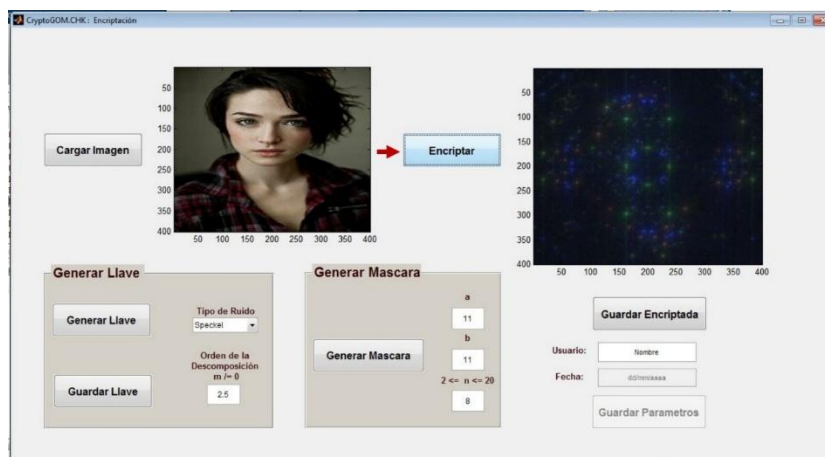 CryptoGOM.CHK : Encriptación
Cargar Imagen
50
100
150
200
250
300
350
400
50 100 150 200 250 300 350 400
Encriptar
50
100
150
200
250
300
350
400
50 100 150 200 250 300 350 400
Generar Llave
Generar Llave
Tipo de Ruido
Speckel
Orden de la
Descomposición
m /= 0
2.5
Guardar Llave
Generar Mascara
Generar Mascara
a
11
b
11
2 <= n <= 20
8
Guardar Encriptada
Usuario: Nombre
Fecha: dd/mm/aaaa
Guardar Parametros